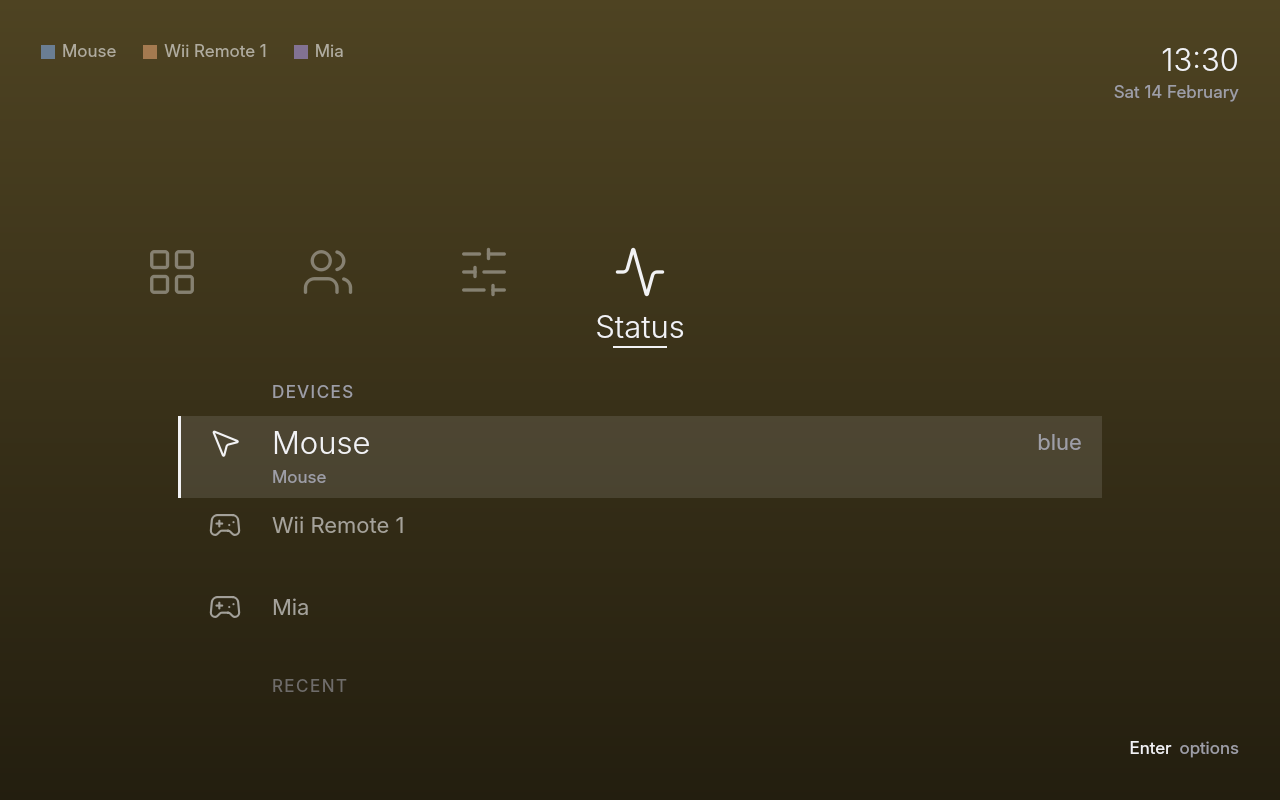 Mouse Wii Remote 1 Mia
13:30
Sat 14 February
Status
DEVICES
Mouse blue
Mouse
Wii Remote 1
Mia
RECENT
Enter options